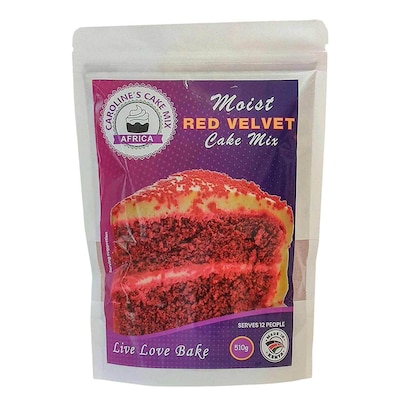 CAROLINE'S CAKE MIX
AFRICA
Moist
RED VELVET
Cake Mix
SERVES 12 PEOPLE
510g
Live Love Bake